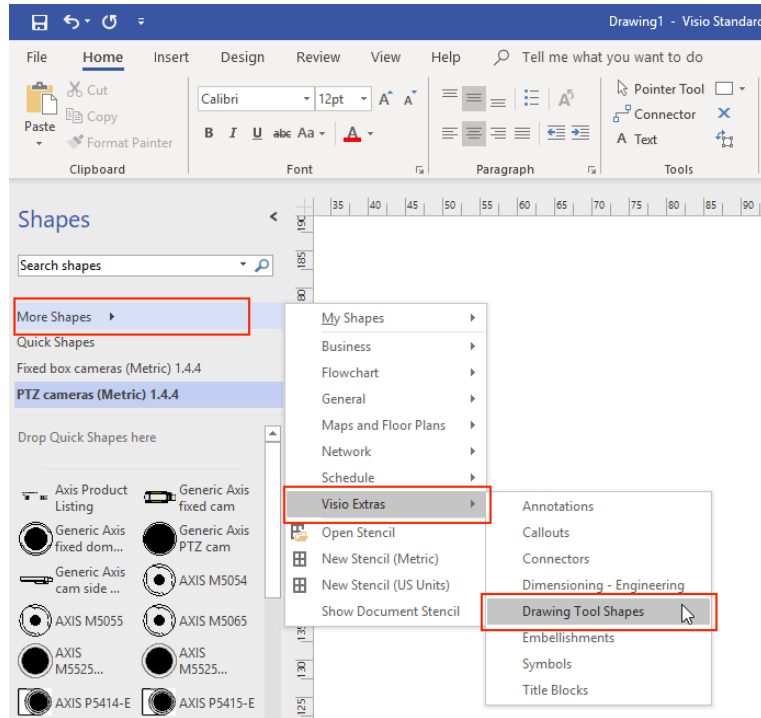 Drawing1 - Visio Standard
File Home Insert Design Review View Help Tell me what you want to do
Cut
Copy
Format Painter
Paste
Calibri 12pt A A
B I U abc Aa A
Pointer Tool
Connector
A Text
Clipboard Font Paragraph Tools
35 40 45 50 55 60 65 70 75 80 85 90
190
185
80
135
130
125
Shapes
Search shapes
More Shapes
Quick Shapes
Fixed box cameras (Metric) 1.4.4
PTZ cameras (Metric) 1.4.4
Drop Quick Shapes here
Axis Product
Listing
Generic Axis
fixed cam
Generic Axis
fixed dom...
Generic Axis
PTZ cam
Generic Axis
cam side ...
AXIS M5054
AXIS M5055
AXIS M5065
AXIS
M5525...
AXIS
M5525...
AXIS P5414-E
AXIS P5415-E
My Shapes
Business
Flowchart
General
Maps and Floor Plans
Network
Schedule
Visio Extras
Open Stencil
New Stencil (Metric)
New Stencil (US Units)
Show Document Stencil
Annotations
Callouts
Connectors
Dimensioning - Engineering
Drawing Tool Shapes
Embellishments
Symbols
Title Blocks